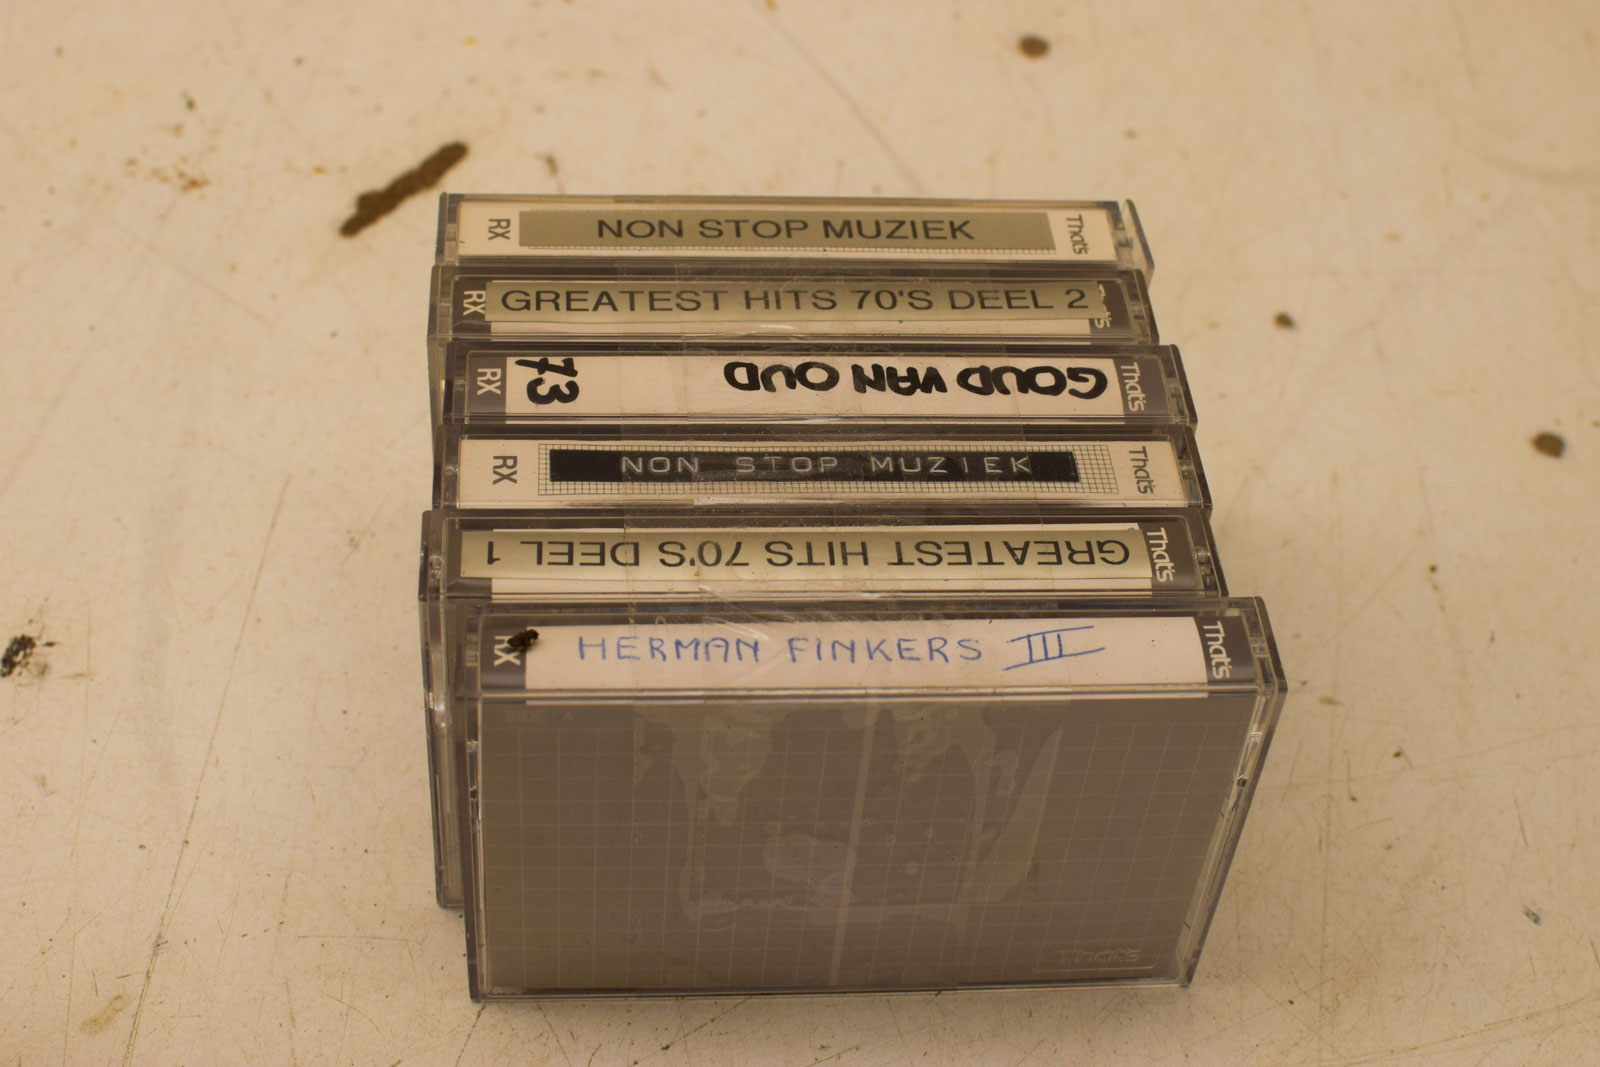 RX NON STOP MUZIEK That's
RX GREATEST HITS 70'S DEEL 2 That's
RX 73 GOUD VAN OUD That's
RX NON STOP MUZIEK That's
GREATEST HITS 70'S DEEL 1 That's
RX HERMAN FINKERS III That's
SIDE A
That's